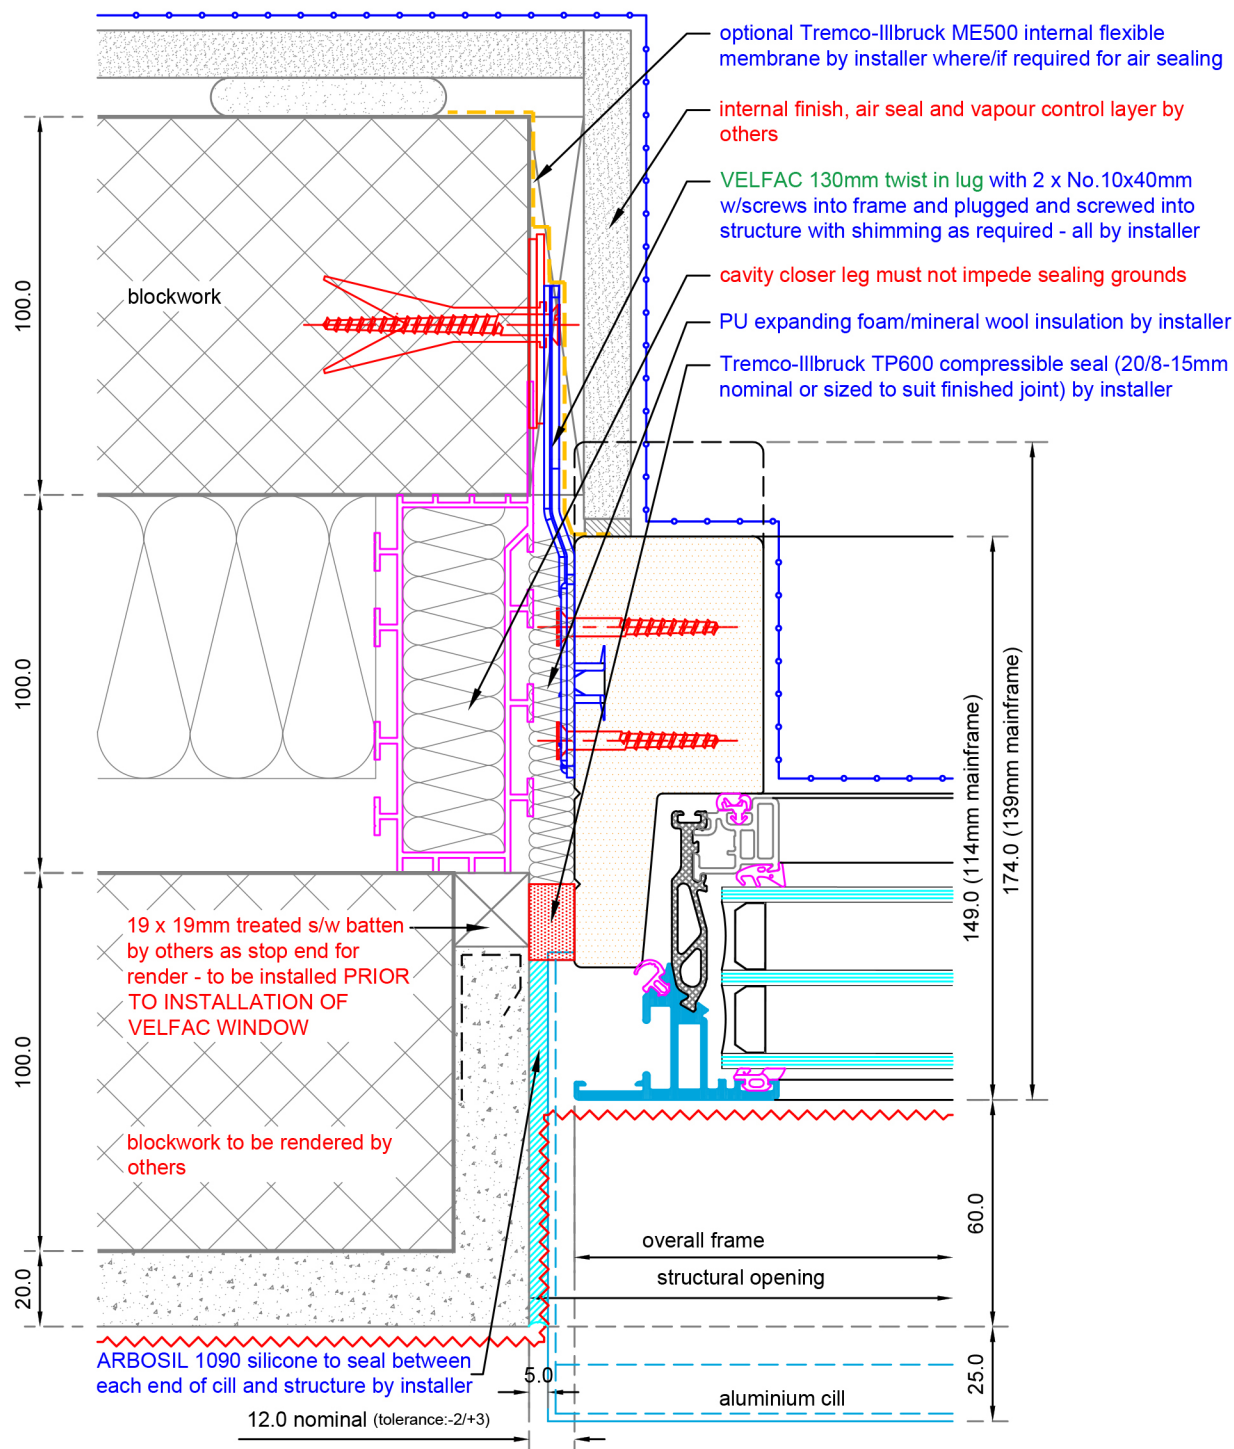 optional Tremco-Illbruck ME500 internal flexible
membrane by installer where/if required for air sealing
internal finish, air seal and vapour control layer by
others
VELFAC 130mm twist in lug with 2 x No.10x40mm
w/screws into frame and plugged and screwed into
structure with shimming as required - all by installer
cavity closer leg must not impede sealing grounds
PU expanding foam/mineral wool insulation by installer
Tremco-Illbruck TP600 compressible seal (20/8-15mm
nominal or sized to suit finished joint) by installer
100.0
blockwork
100.0
149.0 (114mm mainframe)
174.0 (139mm mainframe)
19 x 19mm treated s/w batten
by others as stop end for
render - to be installed PRIOR
TO INSTALLATION OF
VELFAC WINDOW
100.0
blockwork to be rendered by
others
60.0
overall frame
structural opening
20.0
ARBOSIL 1090 silicone to seal between
each end of cill and structure by installer
5.0
25.0
aluminium cill
12.0 nominal (tolerance:-2/+3)